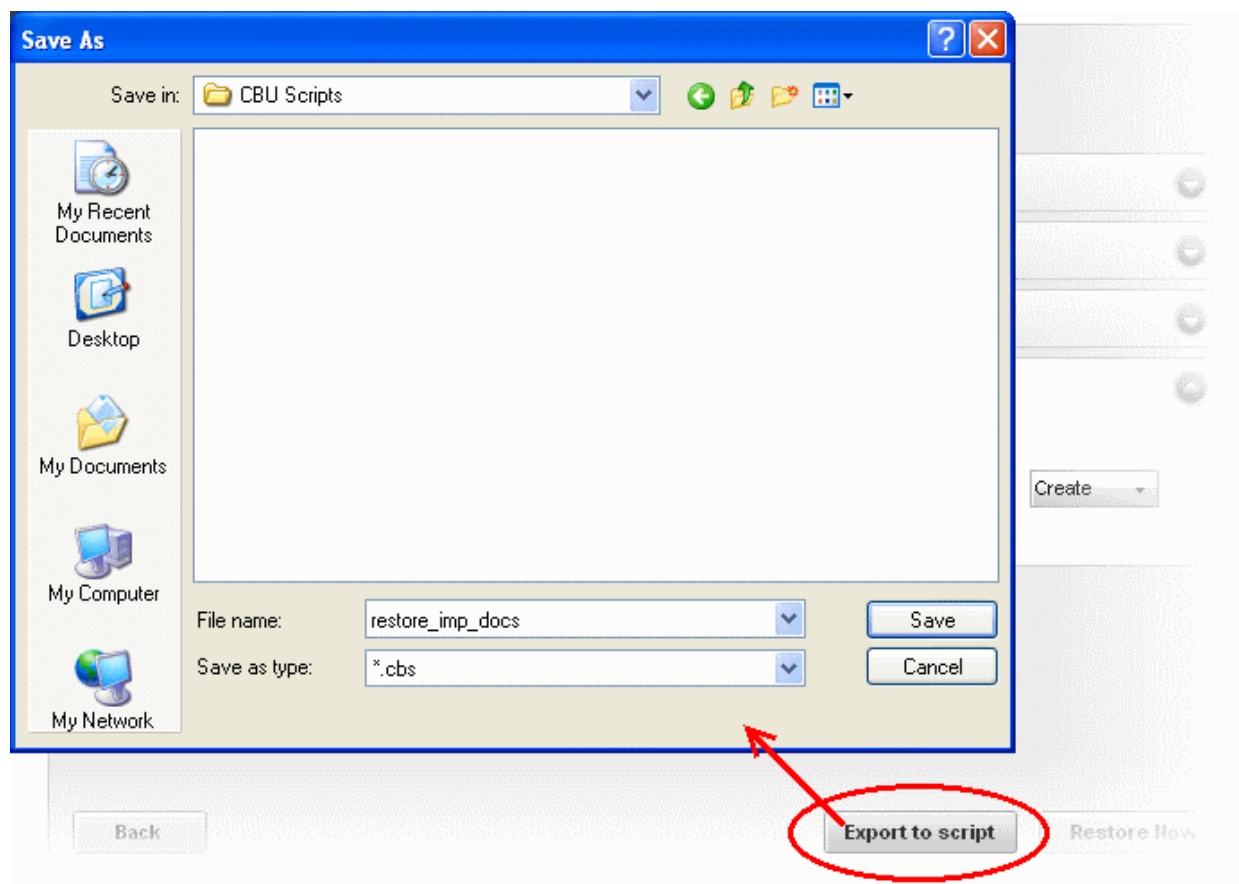 Save As
Save in: CBU Scripts
My Recent
Documents
Desktop
My Documents
My Computer
My Network
File name: restore_imp_docs Save
Save as type: *.cbs Cancel
Create
Back Export to script Restore Now